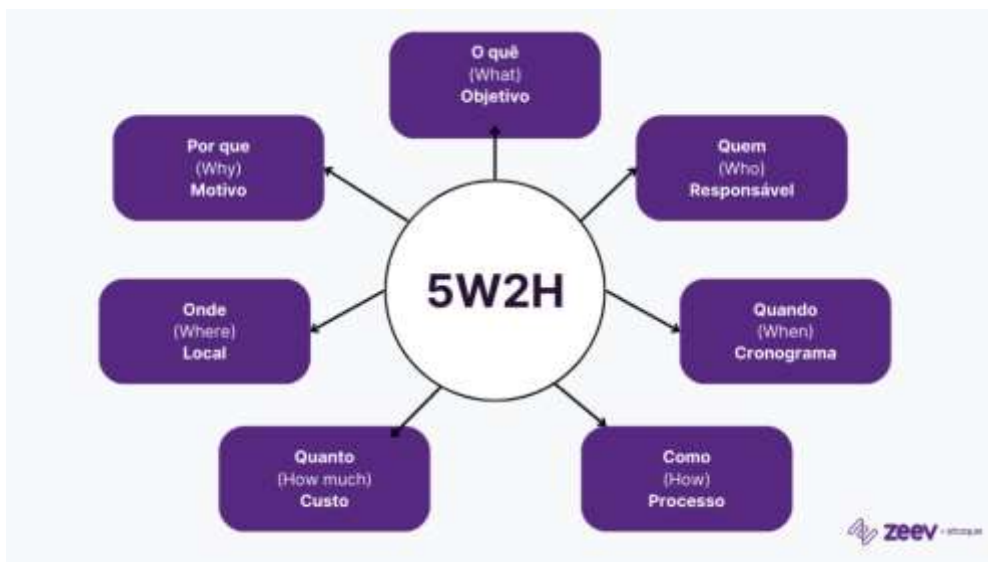 O quê
(What)
Objetivo
Por que
(Why)
Motivo
Quem
(Who)
Responsável
5W2H
Onde
(Where)
Local
Quando
(When)
Cronograma
Quanto
(How much)
Custo
Como
(How)
Processo
zeev